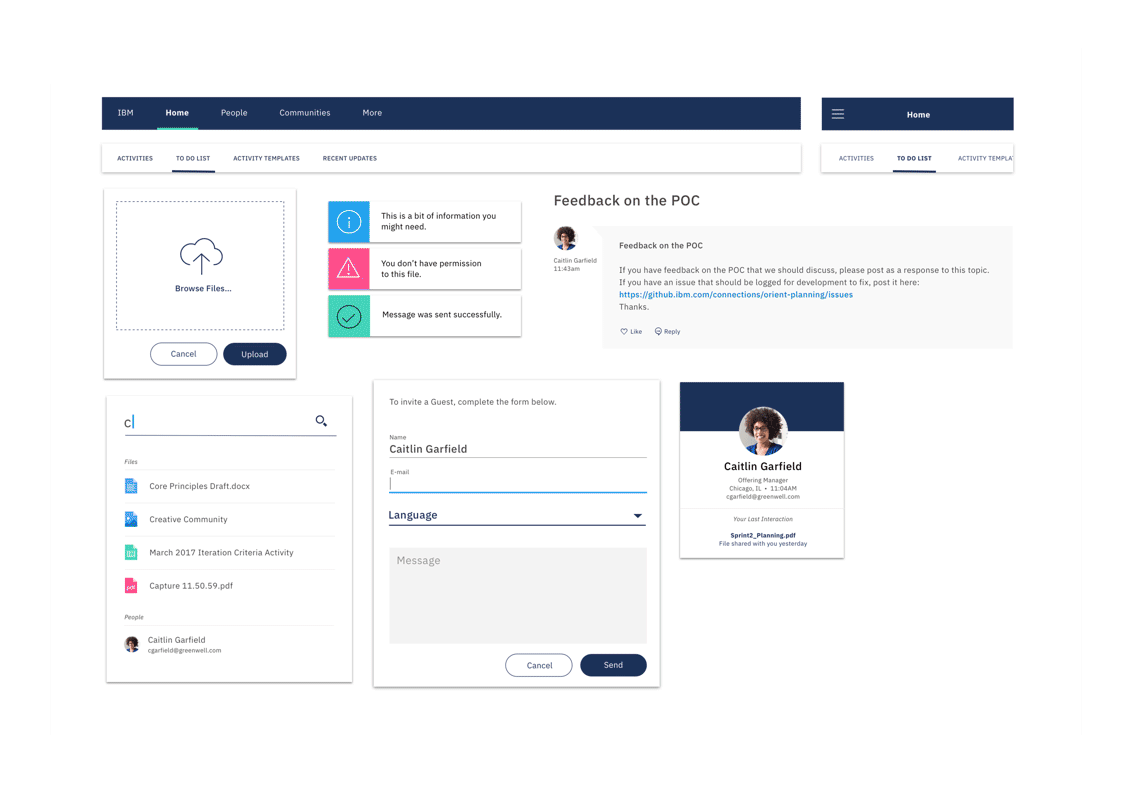 IBM Home People Communities More
Home
ACTIVITIES TO DO LIST ACTIVITY TEMPLATES RECENT UPDATES
ACTIVITIES TO DO LIST ACTIVITY TEMPLA
Browse Files...
Cancel Upload
This is a bit of information you
might need.
You don't have permission
to this file.
Message was sent successfully.
Feedback on the POC
Caitlin Garfield
11:43am
Feedback on the POC
If you have feedback on the POC that we should discuss, please post as a response to this topic.
If you have an issue that should be logged for development to fix, post it here:
https://github.ibm.com/connections/orient-planning/issues
Thanks.
Like Reply
c
Files
Core Principles Draft.docx
Creative Community
March 2017 Iteration Criteria Activity
Capture 11.50.59.pdf
People
Caitlin Garfield
cgarfield@greenwell.com
To invite a Guest, complete the form below.
Name
Caitlin Garfield
E-mail
Language
Message
Cancel Send
Caitlin Garfield
Offering Manager
Chicago, IL • 11:04AM
cgarfield@greenwell.com
Your Last Interaction
Sprint2_Planning.pdf
File shared with you yesterday